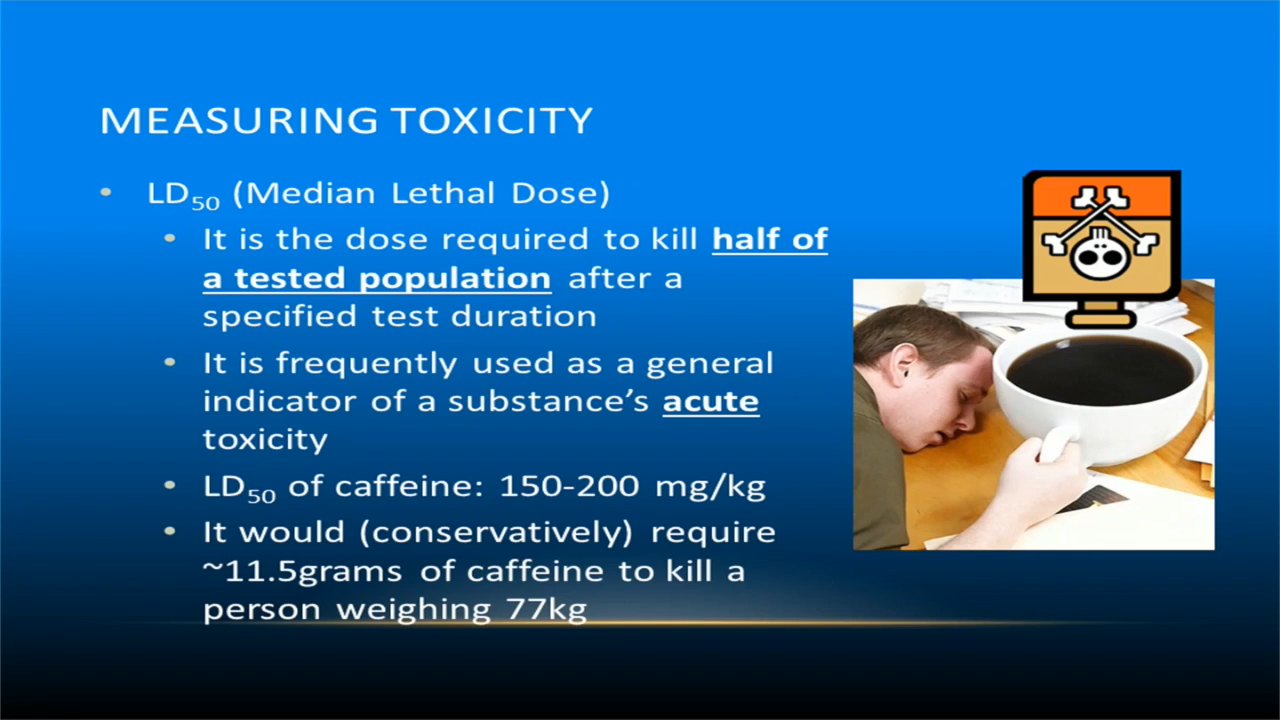 MEASURING TOXICITY
• LD₅₀ (Median Lethal Dose)
• It is the dose required to kill half of
a tested population after a
specified test duration
• It is frequently used as a general
indicator of a substance’s acute
toxicity
• LD₅₀ of caffeine: 150-200 mg/kg
• It would (conservatively) require
~11.5grams of caffeine to kill a
person weighing 77kg